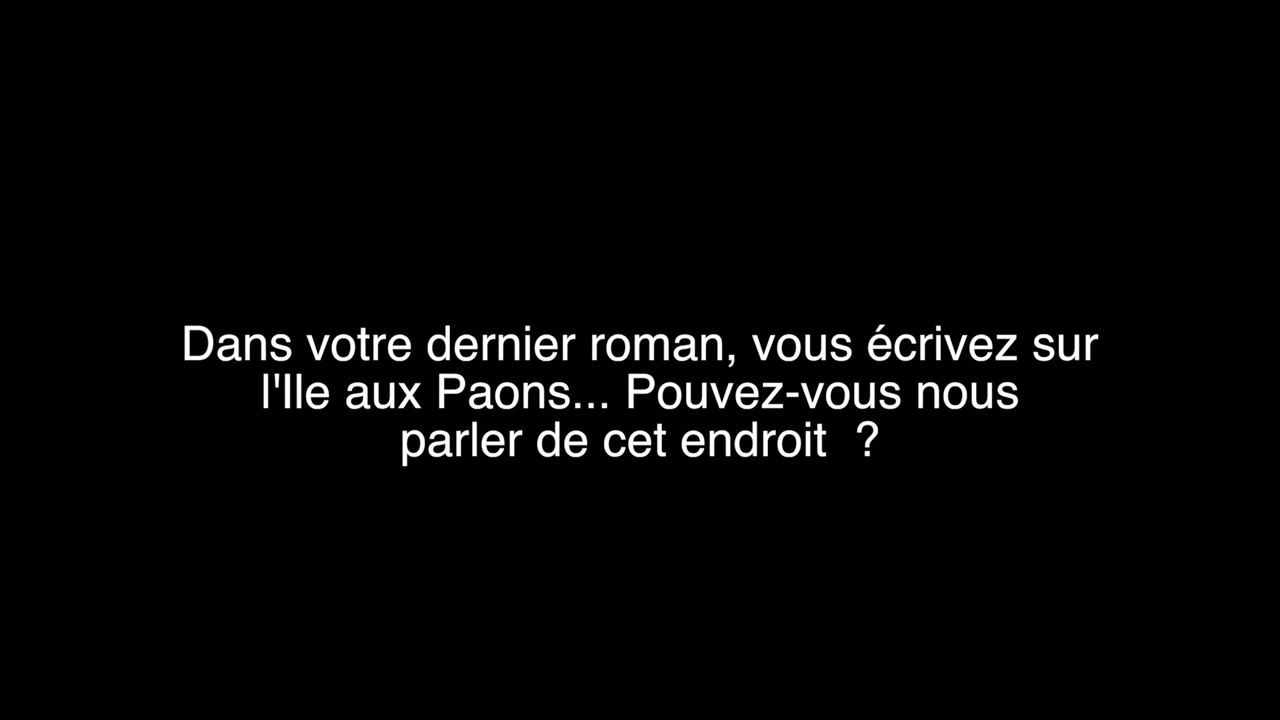 Dans votre dernier roman, vous écrivez sur
l'Ile aux Paons... Pouvez-vous nous
parler de cet endroit  ?